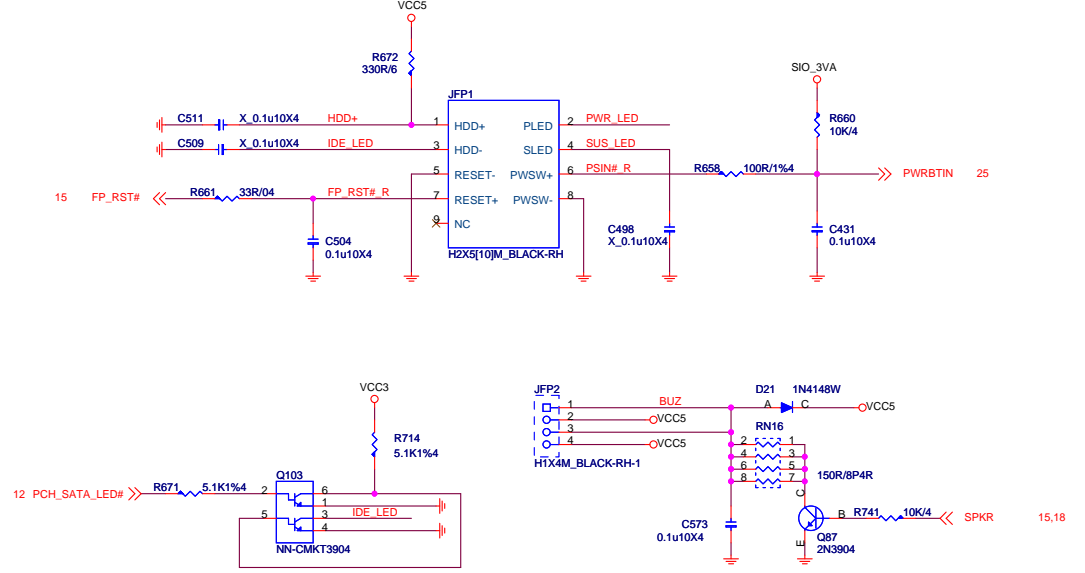 VCC5
R672
330R/6
SIO_3VA
JFP1
C511 X_0.1u10X4 HDD+ 1 HDD+ PLED 2 PWR_LED
R660
10K/4
C509 X_0.1u10X4 IDE_LED 3 HDD- SLED 4 SUS_LED
5 RESET- PWSW+ 6 PSIN#_R R658 100R/1%4 PWRBTIN 25
15 FP_RST# R661 33R/04 FP_RST#_R 7 RESET+ PWSW- 8
9 NC
C504
0.1u10X4
C498
X_0.1u10X4
C431
0.1u10X4
H2X5[10]M_BLACK-RH
VCC3
R714
5.1K1%4
Q103
12 PCH_SATA_LED# R671 5.1K1%4 2 6
1
5 3 IDE_LED
4
NN-CMKT3904
JFP2
D21 1N4148W
1 BUZ A C VCC5
2 VCC5
3
4 VCC5
H1X4M_BLACK-RH-1
RN16
2 1
4 3
6 5
8 7
150R/8P4R
C
C573
0.1u10X4
B R741 10K/4 SPKR 15,18
E
Q87
2N3904